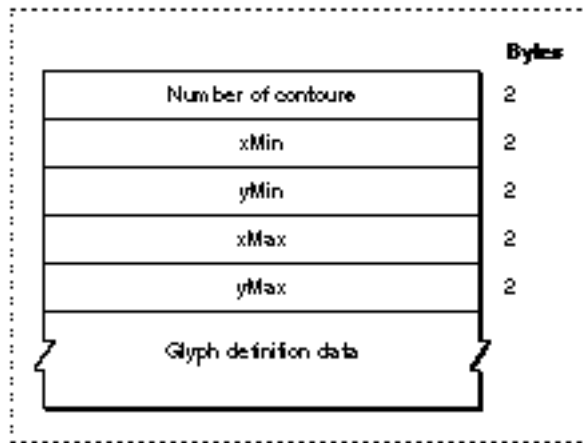 Bytes
Number of contours 2
xMin 2
yMin 2
xMax 2
yMax 2
Glyph definition data